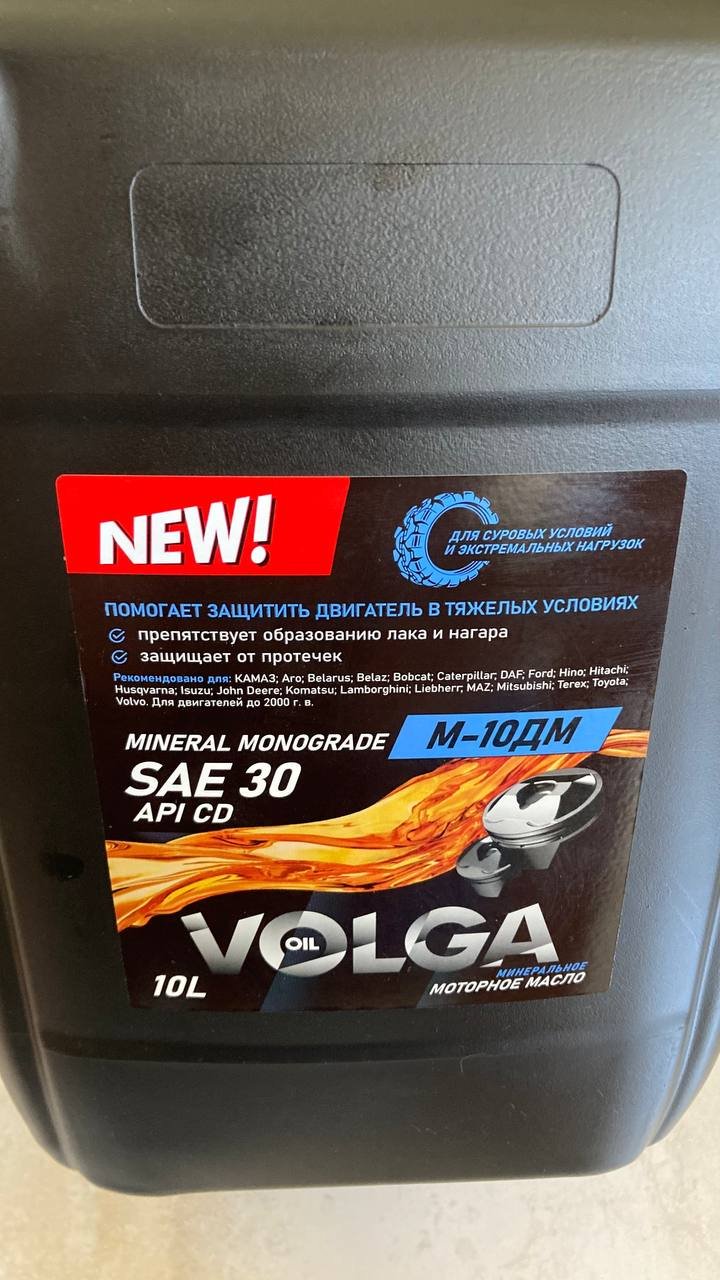 NEW!
ДЛЯ СУРОВЫХ УСЛОВИЙ
И ЭКСТРЕМАЛЬНЫХ НАГРУЗОК
ПОМОГАЕТ ЗАЩИТИТЬ ДВИГАТЕЛЬ В ТЯЖЕЛЫХ УСЛОВИЯХ
препятствует образованию лака и нагара
защищает от протечек
Рекомендовано для: КАМАЗ; Aro; Belarus; Belaz; Bobcat; Caterpillar; DAF; Ford; Hino; Hitachi;
Husqvarna; Isuzu; John Deere; Komatsu; Lamborghini; Liebherr; MAZ; Mitsubishi; Terex; Toyota;
Volvo. Для двигателей до 2000 г. в.
MINERAL MONOGRADE М-10ДМ
SAE 30
API CD
VOLGA
OIL
10L
МИНЕРАЛЬНОЕ
МОТОРНОЕ МАСЛО